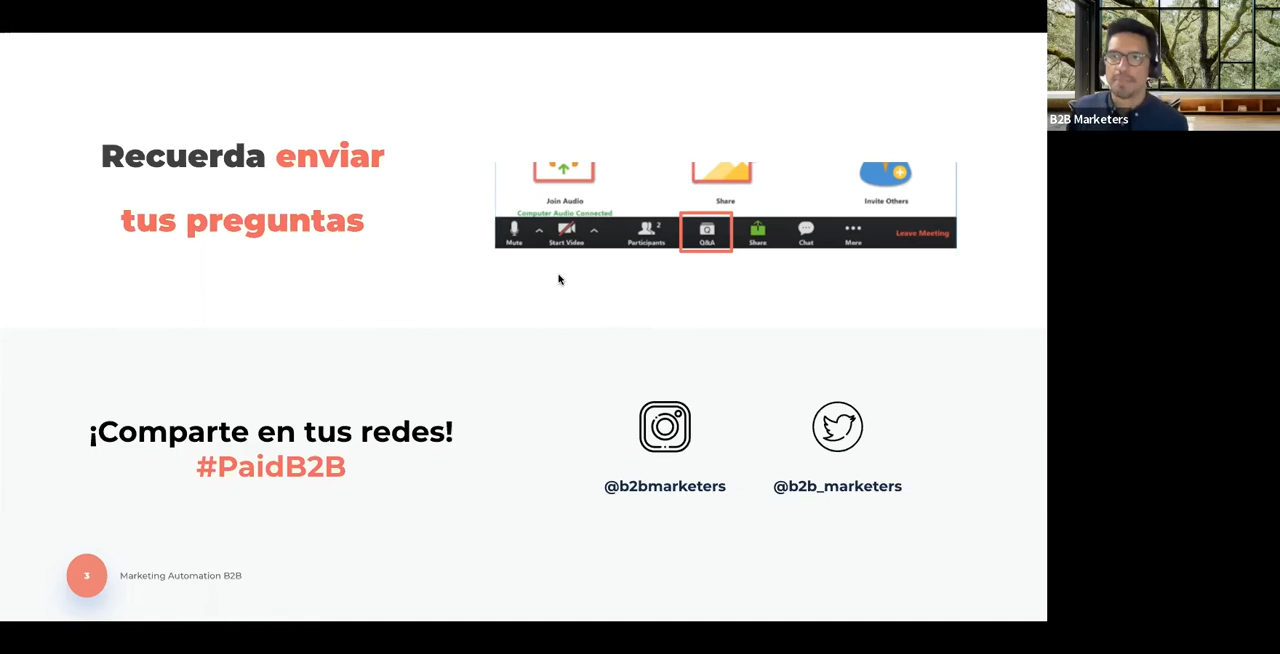 B2B Marketers
Recuerda enviar
tus preguntas
Join Audio
Share
Invite Others
Computer Audio Connected
Mute
Start Video
2
Participants
Q
Q&A
Share
Chat
More
Leave Meeting
¡Comparte en tus redes!
#PaidB2B
@b2bmarketers
@b2b_marketers
3
Marketing Automation B2B